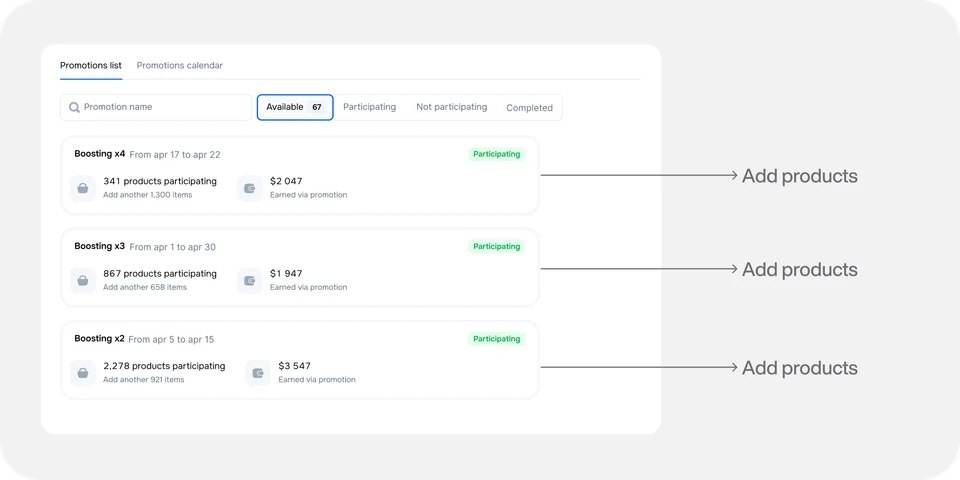 Promotions list Promotions calendar
Promotion name Available 67 Participating Not participating Completed
Boosting x4 From apr 17 to apr 22 Participating
341 products participating $2 047
Add another 1,300 items Earned via promotion
Add products
Boosting x3 From apr 1 to apr 30 Participating
867 products participating $1 947
Add another 658 items Earned via promotion
Add products
Boosting x2 From apr 5 to apr 15 Participating
2,278 products participating $3 547
Add another 921 items Earned via promotion
Add products